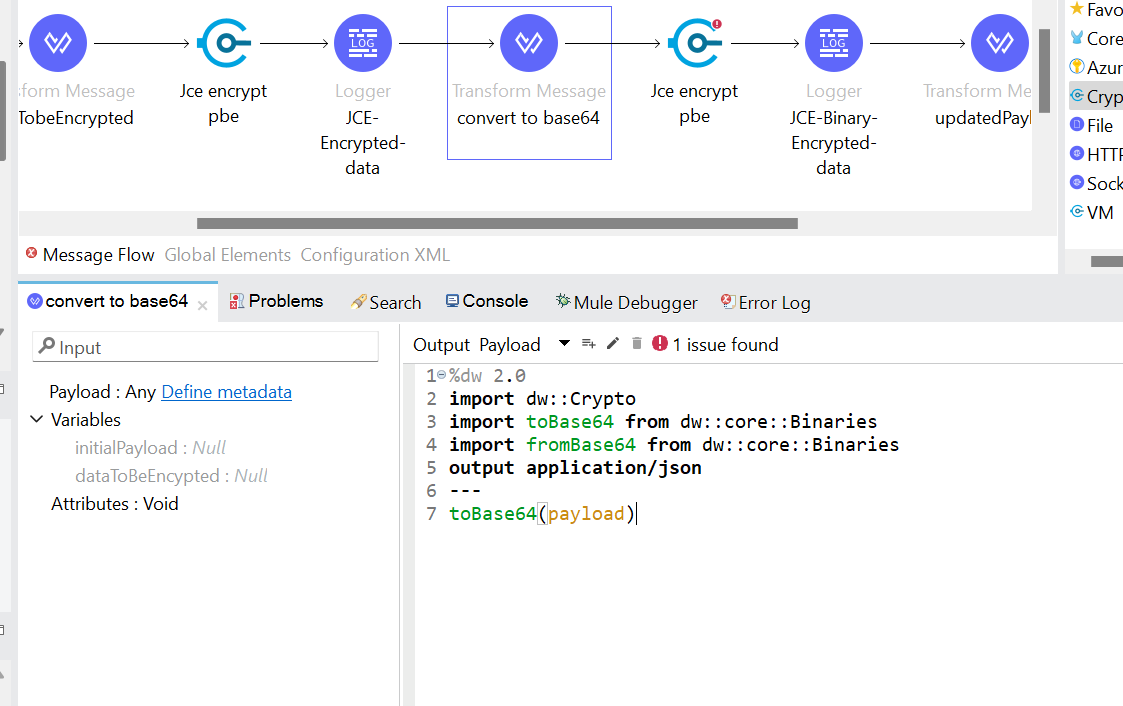 Favo
Core
Azur
Cryp
File
HTTP
Sock
VM
LOG
LOG
form Message
TobeEncrypted
Jce encrypt
pbe
Logger
JCE-
Encrypted-
data
Transform Message
convert to base64
Jce encrypt
pbe
Logger
JCE-Binary-
Encrypted-
data
Transform Me
updatedPayl
Message Flow Global Elements Configuration XML
convert to base64 Problems Search Console Mule Debugger Error Log
Input
Payload : Any Define metadata
Variables
initialPayload : Null
dataToBeEncypted : Null
Attributes : Void
Output Payload 1 issue found
1 %dw 2.0
2 import dw::Crypto
3 import toBase64 from dw::core::Binaries
4 import fromBase64 from dw::core::Binaries
5 output application/json
6 ---
7 toBase64(payload)